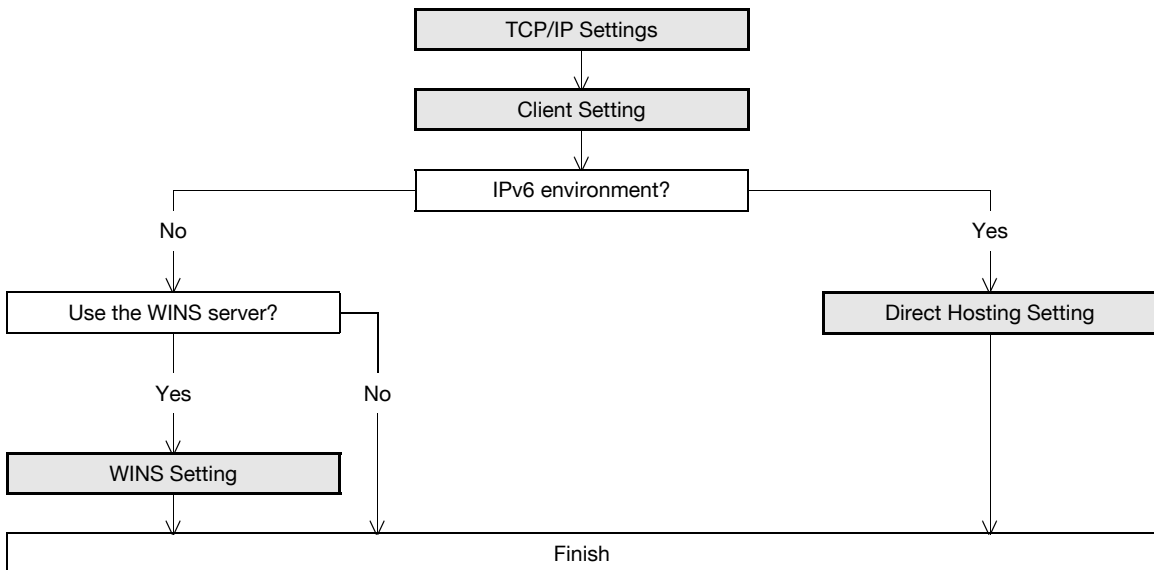 TCP/IP Settings
Client Setting
IPv6 environment?
No
Yes
Use the WINS server?
Direct Hosting Setting
Yes
No
WINS Setting
Finish